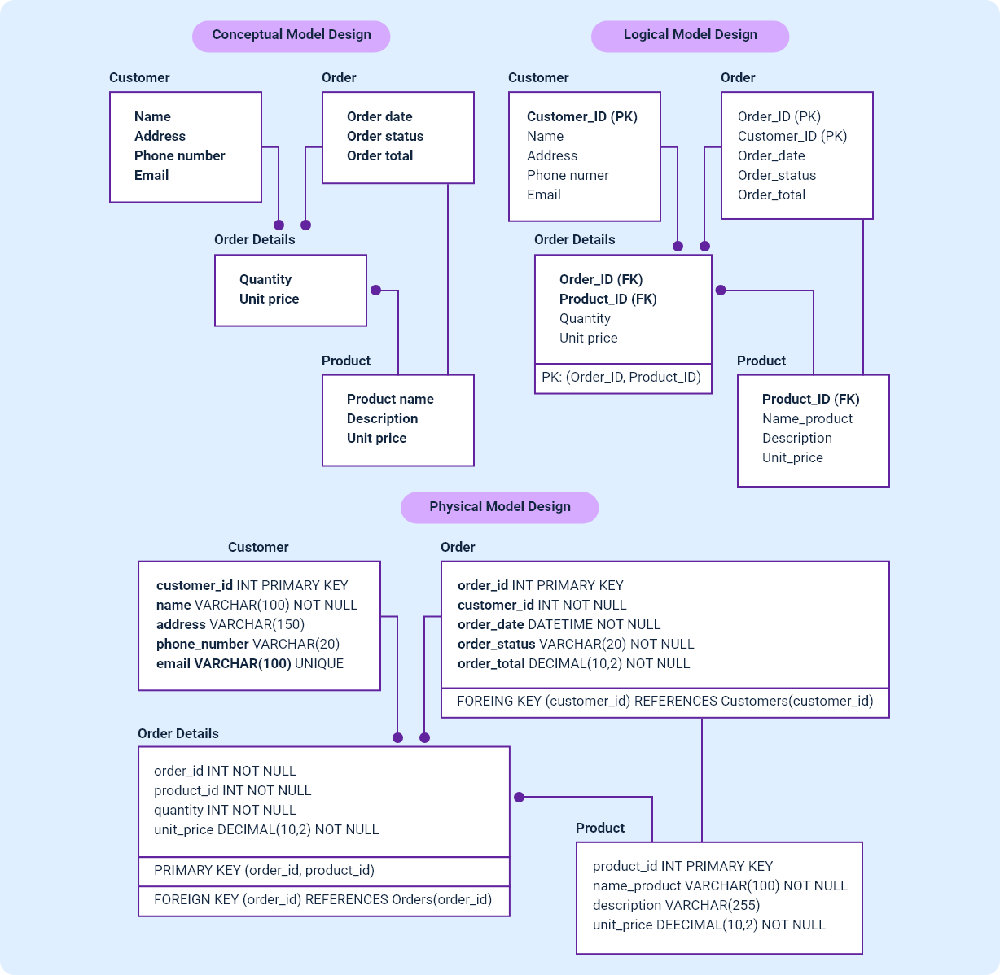 Conceptual Model Design
Customer
Name
Address
Phone number
Email
Order
Order date
Order status
Order total
Order Details
Quantity
Unit price
Product
Product name
Description
Unit price
Logical Model Design
Customer
Customer_ID (PK)
Name
Address
Phone numer
Email
Order
Order_ID (PK)
Customer_ID (PK)
Order_date
Order_status
Order_total
Order Details
Order_ID (FK)
Product_ID (FK)
Quantity
Unit price
PK: (Order_ID, Product_ID)
Product
Product_ID (FK)
Name_product
Description
Unit_price
Physical Model Design
Customer
customer_id INT PRIMARY KEY
name VARCHAR(100) NOT NULL
address VARCHAR(150)
phone_number VARCHAR(20)
email VARCHAR(100) UNIQUE
Order
order_id INT PRIMARY KEY
customer_id INT NOT NULL
order_date DATETIME NOT NULL
order_status VARCHAR(20) NOT NULL
order_total DECIMAL(10,2) NOT NULL
FOREING KEY (customer_id) REFERENCES Customers(customer_id)
Order Details
order_id INT NOT NULL
product_id INT NOT NULL
quantity INT NOT NULL
unit_price DECIMAL(10,2) NOT NULL
PRIMARY KEY (order_id, product_id)
FOREIGN KEY (order_id) REFERENCES Orders(order_id)
Product
product_id INT PRIMARY KEY
name_product VARCHAR(100) NOT NULL
description VARCHAR(255)
unit_price DEECIMAL(10,2) NOT NULL